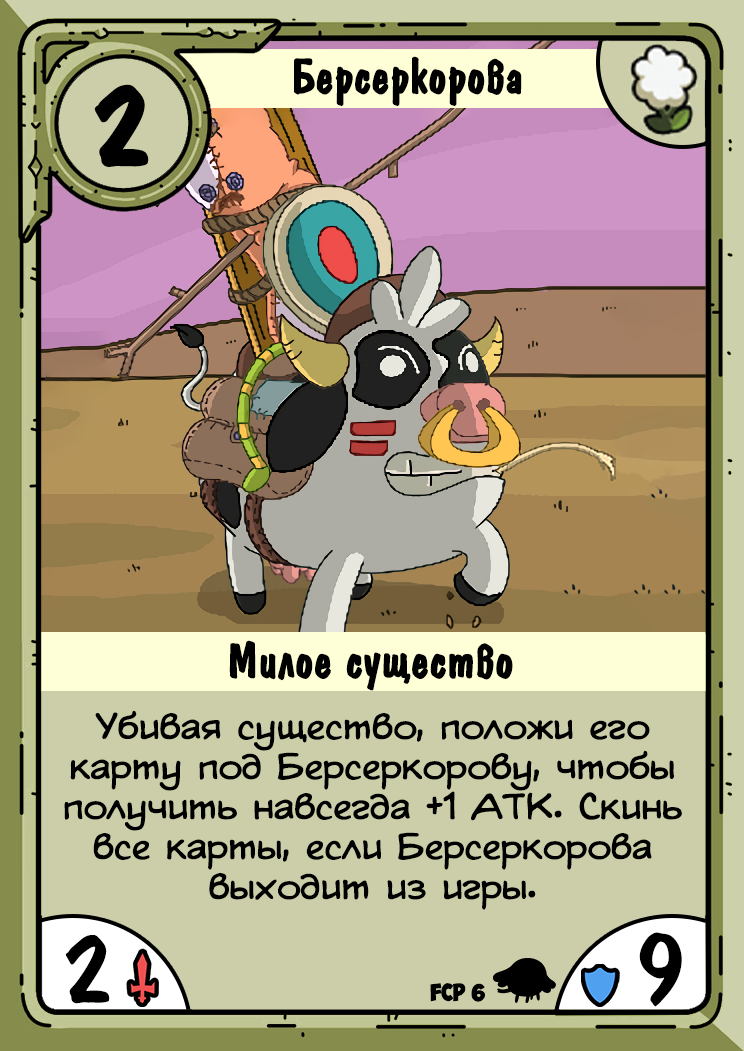 2
Берсеркорова
Милое существо
Убивая существо, положи его
карту под Берсеркорову, чтобы
получить навсегда +1 АТК. Скинь
все карты, если Берсеркорова
выходит из игры.
2
FCP 6
9